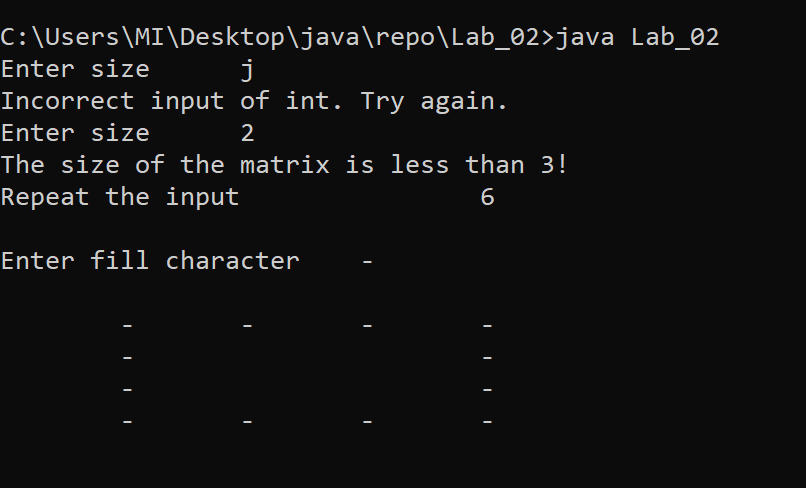 C:\Users\MI\Desktop\java\repo\Lab_02>java Lab_02
Enter size      j
Incorrect input of int. Try again.
Enter size      2
The size of the matrix is less than 3!
Repeat the input                6

Enter fill character    -

        -       -       -       -
        -                       -
        -                       -
        -       -       -       -